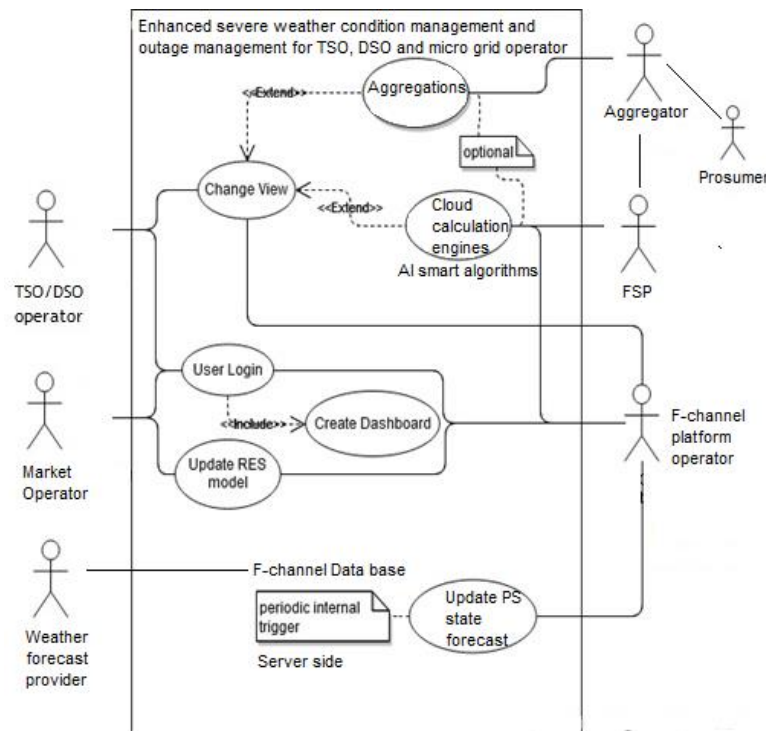 Enhanced severe weather condition management and
outage management for TSO, DSO and micro grid operator
<<Extend>>
Aggregations
Aggregator
optional
Prosumer
Change View
<<Extend>>
Cloud
calculation
engines
AI smart algorithms
TSO/DSO
operator
FSP
User Login
<<Include>>
Create Dashboard
F-channel
platform
operator
Market
Operator
Update RES
model
F-channel Data base
periodic internal
trigger
Server side
Update PS
state
forecast
Weather
forecast
provider